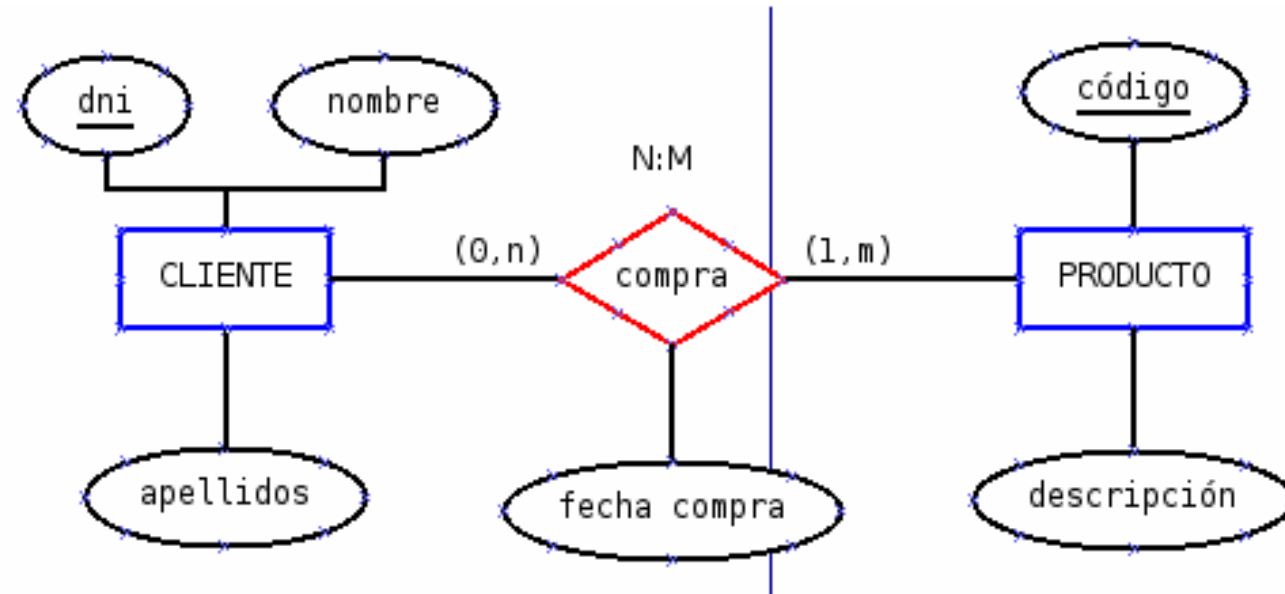 dni
nombre
código
N:M
(0,n)
(1,m)
CLIENTE
compra
PRODUCTO
apellidos
fecha compra
descripción